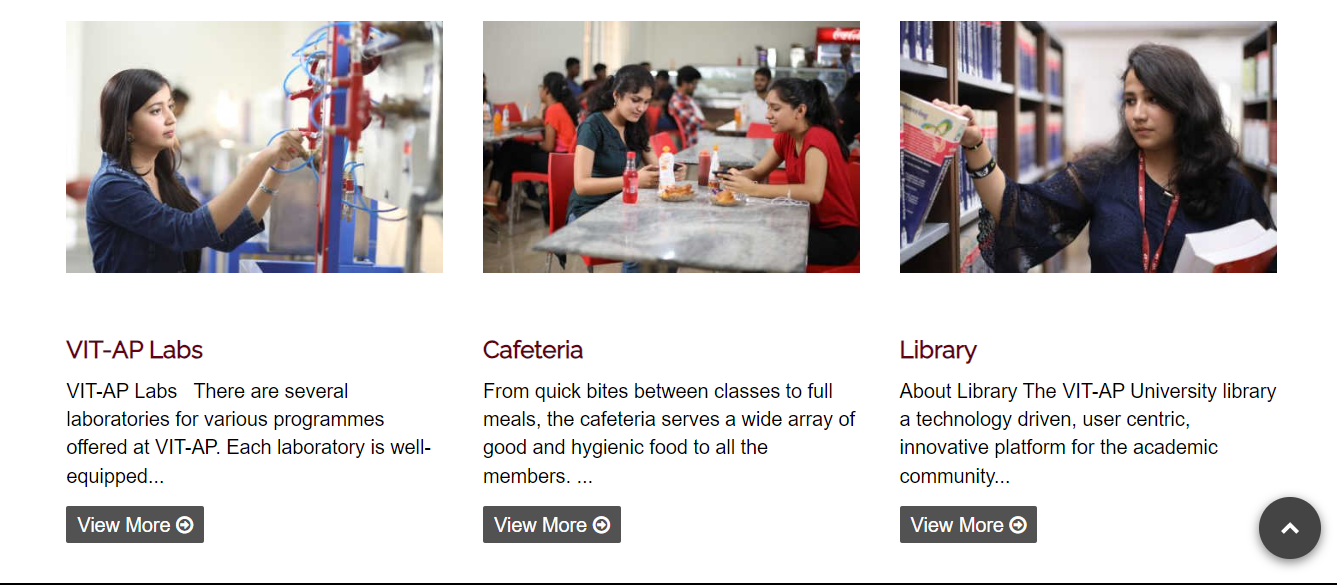 VIT-AP Labs
VIT-AP Labs There are several
laboratories for various programmes
offered at VIT-AP. Each laboratory is well-
equipped...
View More
Cafeteria
From quick bites between classes to full
meals, the cafeteria serves a wide array of
good and hygienic food to all the
members. ...
View More
Library
About Library The VIT-AP University library
a technology driven, user centric,
innovative platform for the academic
community...
View More